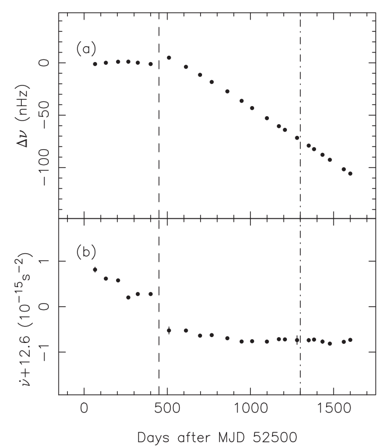 (a)
0
−50
−100
Δν (nHz)
(b)
1
0
−1
ν̇+12.6 (10⁻¹⁵s⁻²)
0 500 1000 1500
Days after MJD 52500